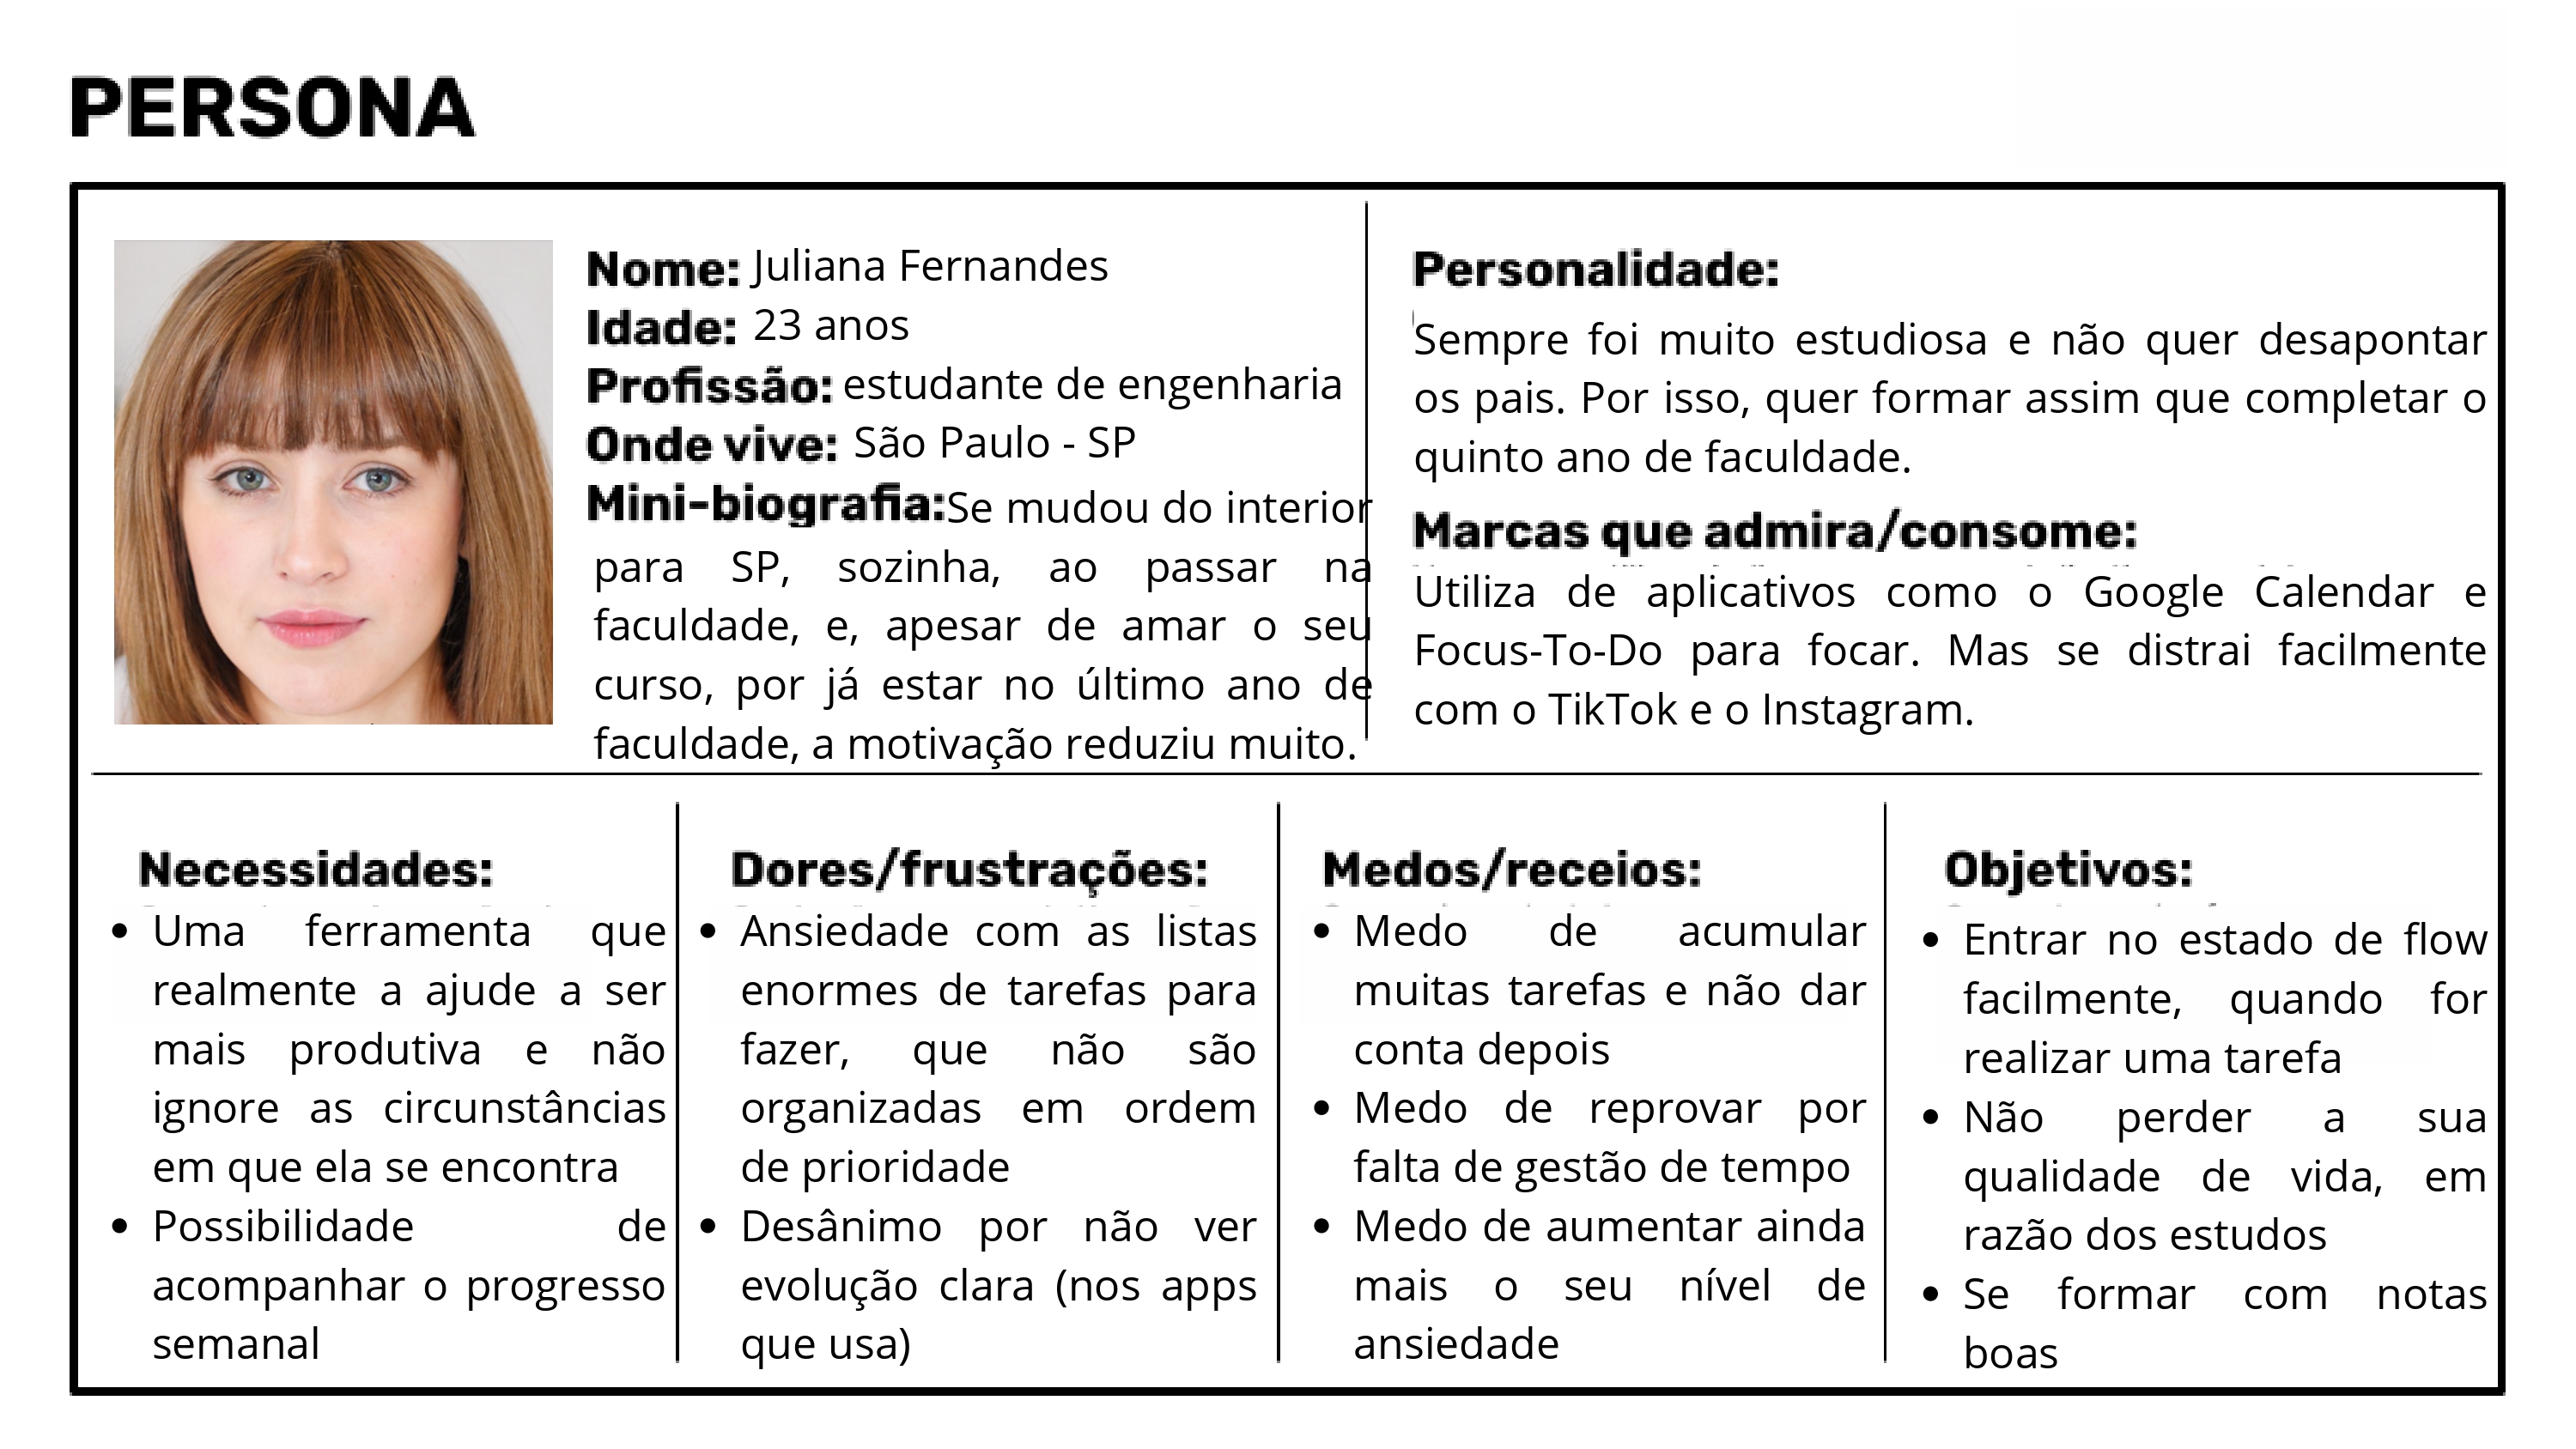 PERSONA
Nome: Juliana Fernandes
Idade: 23 anos
Profissão: estudante de engenharia
Onde vive: São Paulo - SP
Mini-biografia:Se mudou do interior
para SP, sozinha, ao passar na
faculdade, e, apesar de amar o seu
curso, por já estar no último ano de
faculdade, a motivação reduziu muito.
Personalidade:
Sempre foi muito estudiosa e não quer desapontar
os pais. Por isso, quer formar assim que completar o
quinto ano de faculdade.
Marcas que admira/consome:
Utiliza de aplicativos como o Google Calendar e
Focus-To-Do para focar. Mas se distrai facilmente
com o TikTok e o Instagram.
Necessidades:
• Uma ferramenta que
realmente a ajude a ser
mais produtiva e não
ignore as circunstâncias
em que ela se encontra
• Possibilidade de
acompanhar o progresso
semanal
Dores/frustrações:
• Ansiedade com as listas
enormes de tarefas para
fazer, que não são
organizadas em ordem
de prioridade
• Desânimo por não ver
evolução clara (nos apps
que usa)
Medos/receios:
• Medo de acumular
muitas tarefas e não dar
conta depois
• Medo de reprovar por
falta de gestão de tempo
• Medo de aumentar ainda
mais o seu nível de
ansiedade
Objetivos:
• Entrar no estado de flow
facilmente, quando for
realizar uma tarefa
• Não perder a sua
qualidade de vida, em
razão dos estudos
• Se formar com notas
boas